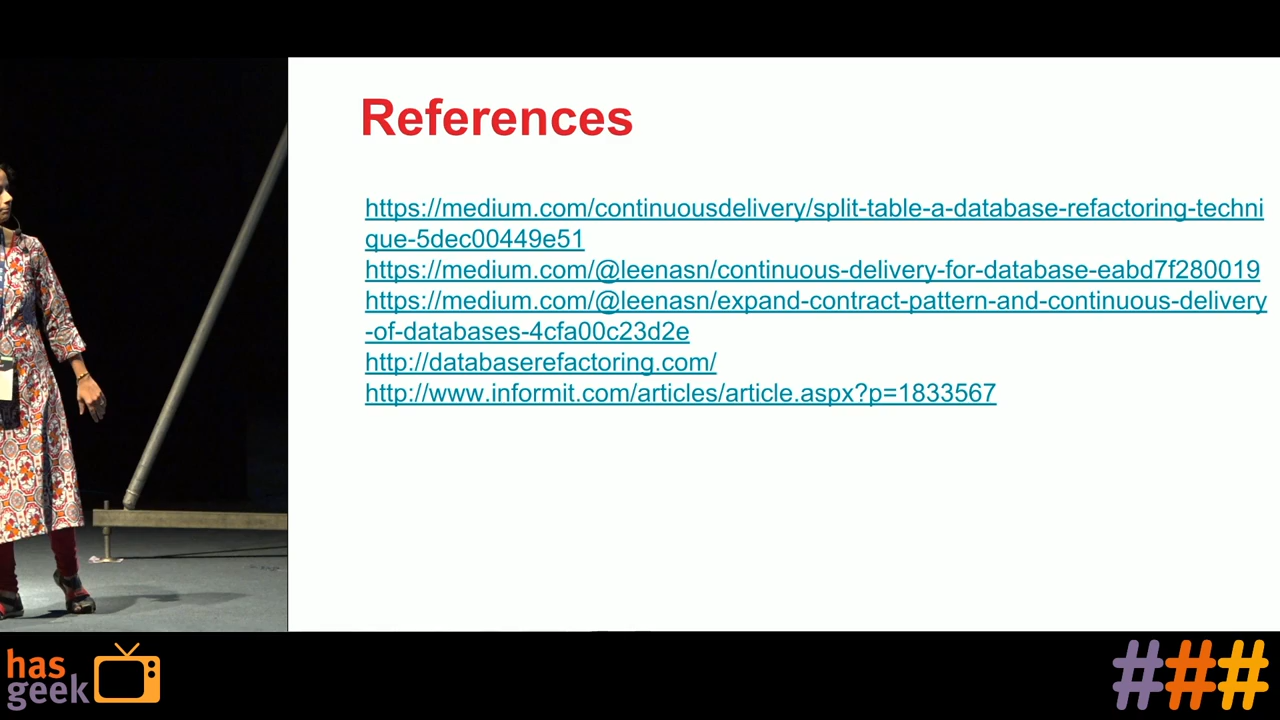 References
https://medium.com/continuousdelivery/split-table-a-database-refactoring-techni
que-5dec00449e51
https://medium.com/@leenasn/continuous-delivery-for-database-eabd7f280019
https://medium.com/@leenasn/expand-contract-pattern-and-continuous-delivery
-of-databases-4cfa00c23d2e
http://databaserefactoring.com/
http://www.informit.com/articles/article.aspx?p=1833567
has
geek
###